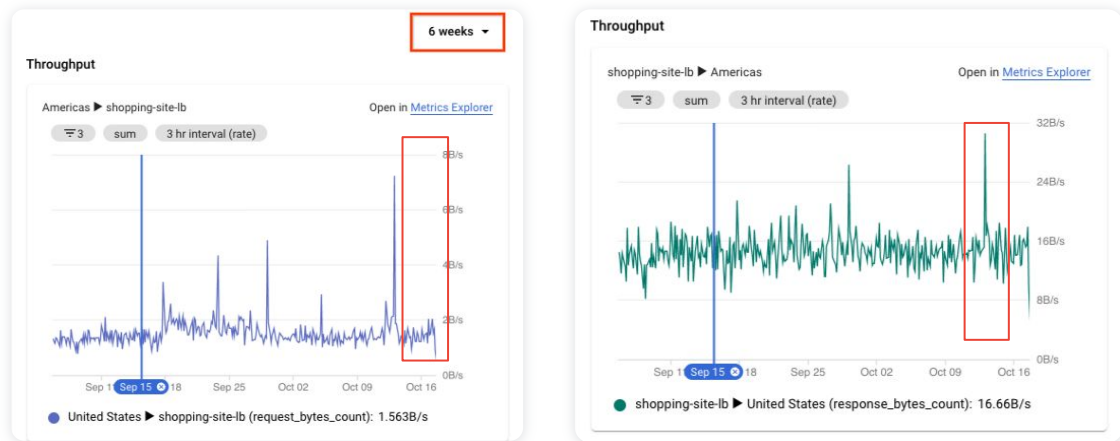 6 weeks
Throughput
Americas ▶ shopping-site-lb
Open in Metrics Explorer
3 sum 3 hr interval (rate)
8B/s
6B/s
4B/s
2B/s
0B/s
Sep 1 Sep 15 18 Sep 25 Oct 02 Oct 09 Oct 16
United States ▶ shopping-site-lb (request_bytes_count): 1.563B/s
Throughput
shopping-site-lb ▶ Americas
Open in Metrics Explorer
3 sum 3 hr interval (rate)
32B/s
24B/s
16B/s
8B/s
0B/s
Sep 1 Sep 15 18 Sep 25 Oct 02 Oct 09 Oct 16
shopping-site-lb ▶ United States (response_bytes_count): 16.66B/s